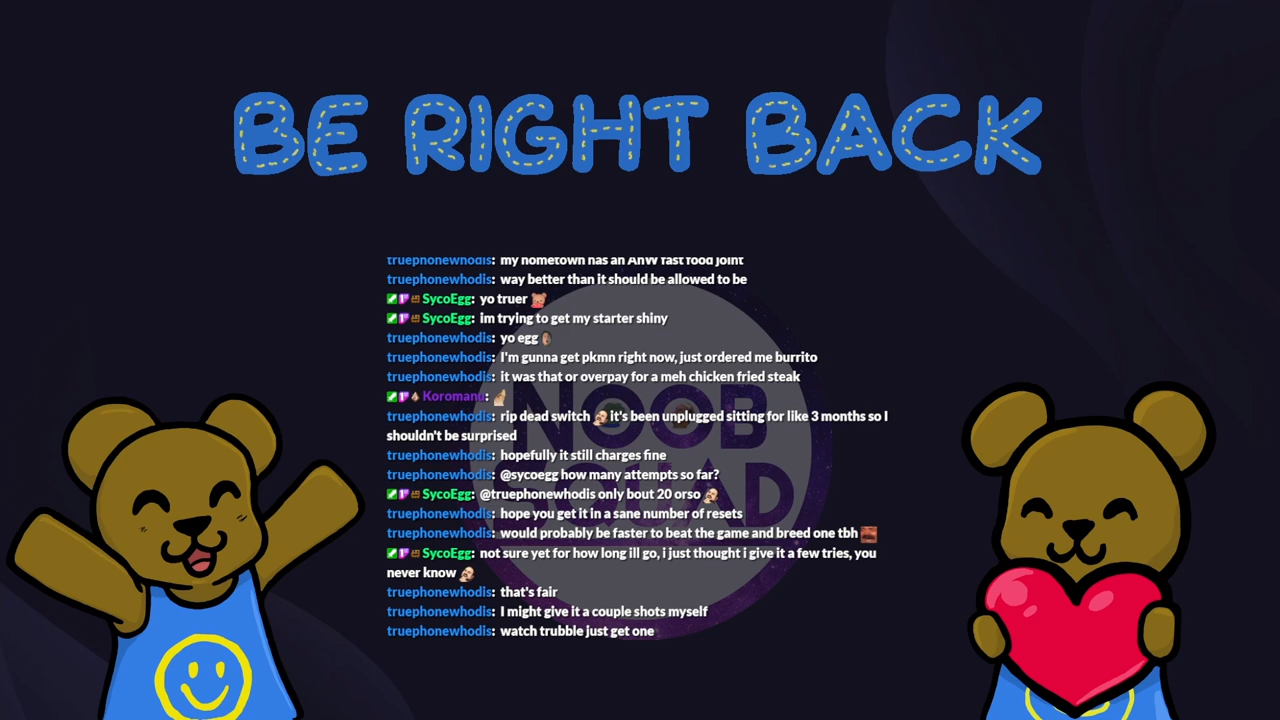 BE RIGHT BACK
truephonewhodis: my hometown has an AnW fast food joint
truephonewhodis: way better than it should be allowed to be
SycoEgg: yo truer
SycoEgg: im trying to get my starter shiny
truephonewhodis: yo egg
truephonewhodis: I'm gunna get pkmn right now, just ordered me burrito
truephonewhodis: it was that or overpay for a meh chicken fried steak
Koromaru:
truephonewhodis: rip dead switch it's been unplugged sitting for like 3 months so I
shouldn't be surprised
truephonewhodis: hopefully it still charges fine
truephonewhodis: @sycoegg how many attempts so far?
SycoEgg: @truephonewhodis only bout 20 orso
truephonewhodis: hope you get it in a sane number of resets
truephonewhodis: would probably be faster to beat the game and breed one tbh
SycoEgg: not sure yet for how long ill go, i just thought i give it a few tries, you
never know
truephonewhodis: that's fair
truephonewhodis: I might give it a couple shots myself
truephonewhodis: watch trubble just get one
NOOB
SQUAD